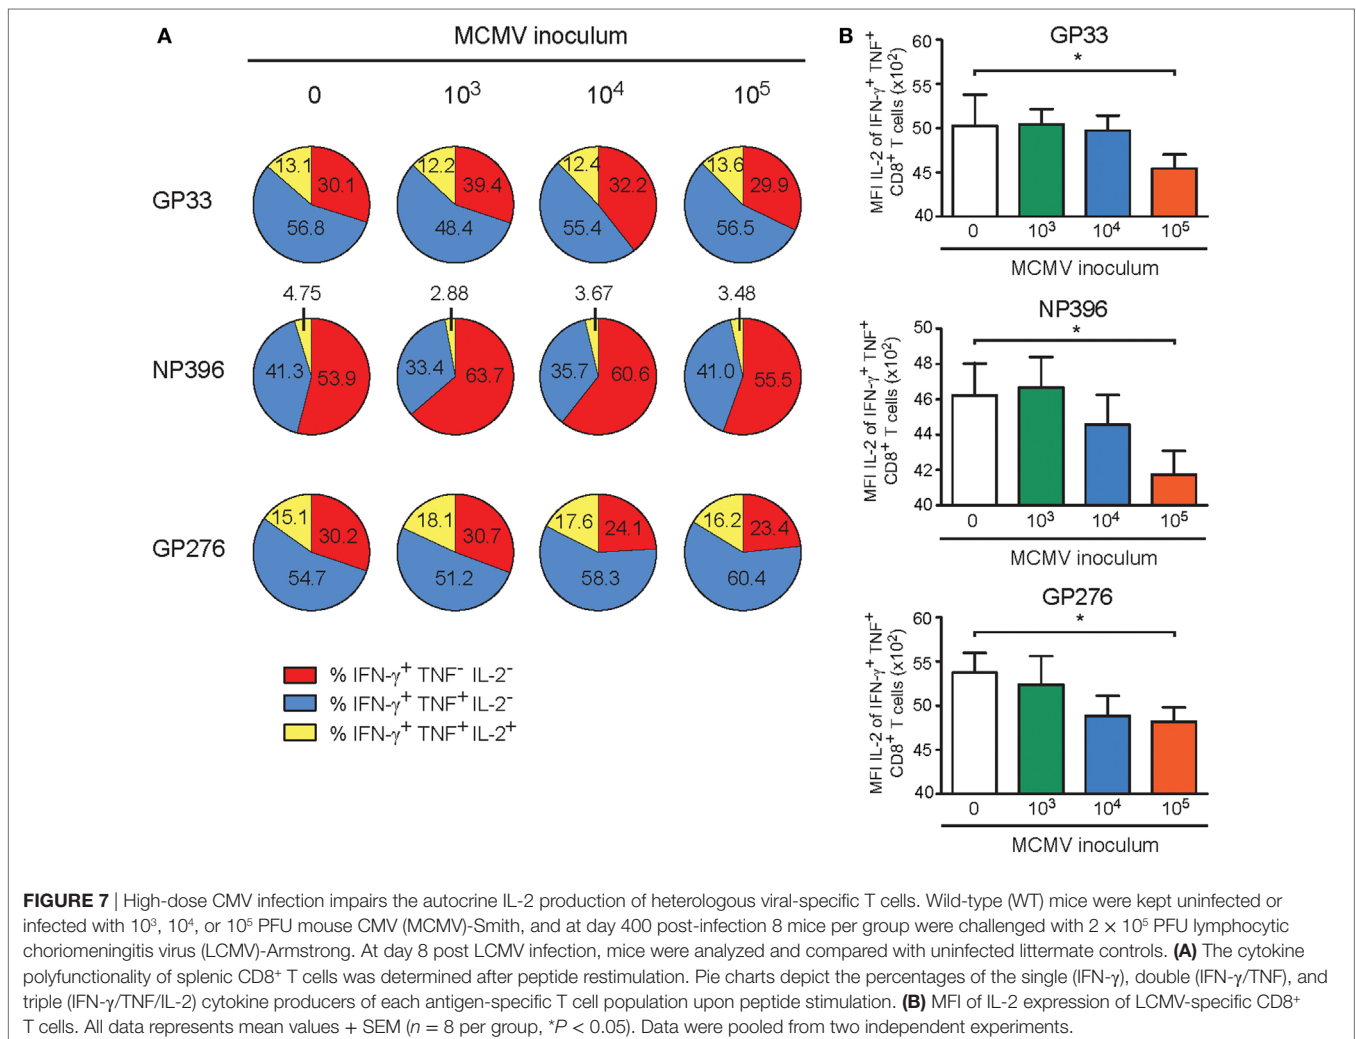 A
MCMV inoculum
0 10³ 10⁴ 10⁵
GP33
13.1 30.1 56.8
12.2 39.4 48.4
12.4 32.2 55.4
13.6 29.9 56.5
NP396
4.75 41.3 53.9
2.88 33.4 63.7
3.67 35.7 60.6
3.48 41.0 55.5
GP276
15.1 30.2 54.7
18.1 30.7 51.2
17.6 24.1 58.3
16.2 23.4 60.4
% IFN-γ⁺ TNF⁻ IL-2⁻
% IFN-γ⁺ TNF⁺ IL-2⁻
% IFN-γ⁺ TNF⁺ IL-2⁺
B
GP33
*
MFI IL-2 of IFN-γ⁺ TNF⁺
CD8⁺ T cells (x10²)
60
55
50
45
40
0 10³ 10⁴ 10⁵
MCMV inoculum
NP396
*
MFI IL-2 of IFN-γ⁺ TNF⁺
CD8⁺ T cells (x10²)
50
48
46
44
42
40
0 10³ 10⁴ 10⁵
MCMV inoculum
GP276
*
MFI IL-2 of IFN-γ⁺ TNF⁺
CD8⁺ T cells (x10²)
60
55
50
45
40
0 10³ 10⁴ 10⁵
MCMV inoculum
FIGURE 7 | High-dose CMV infection impairs the autocrine IL-2 production of heterologous viral-specific T cells. Wild-type (WT) mice were kept uninfected or
infected with 10³, 10⁴, or 10⁵ PFU mouse CMV (MCMV)-Smith, and at day 400 post-infection 8 mice per group were challenged with 2 × 10⁵ PFU lymphocytic
choriomeningitis virus (LCMV)-Armstrong. At day 8 post LCMV infection, mice were analyzed and compared with uninfected littermate controls. (A) The cytokine
polyfunctionality of splenic CD8⁺ T cells was determined after peptide restimulation. Pie charts depict the percentages of the single (IFN-γ), double (IFN-γ/TNF), and
triple (IFN-γ/TNF/IL-2) cytokine producers of each antigen-specific T cell population upon peptide stimulation. (B) MFI of IL-2 expression of LCMV-specific CD8⁺
T cells. All data represents mean values + SEM (n = 8 per group, *P < 0.05). Data were pooled from two independent experiments.